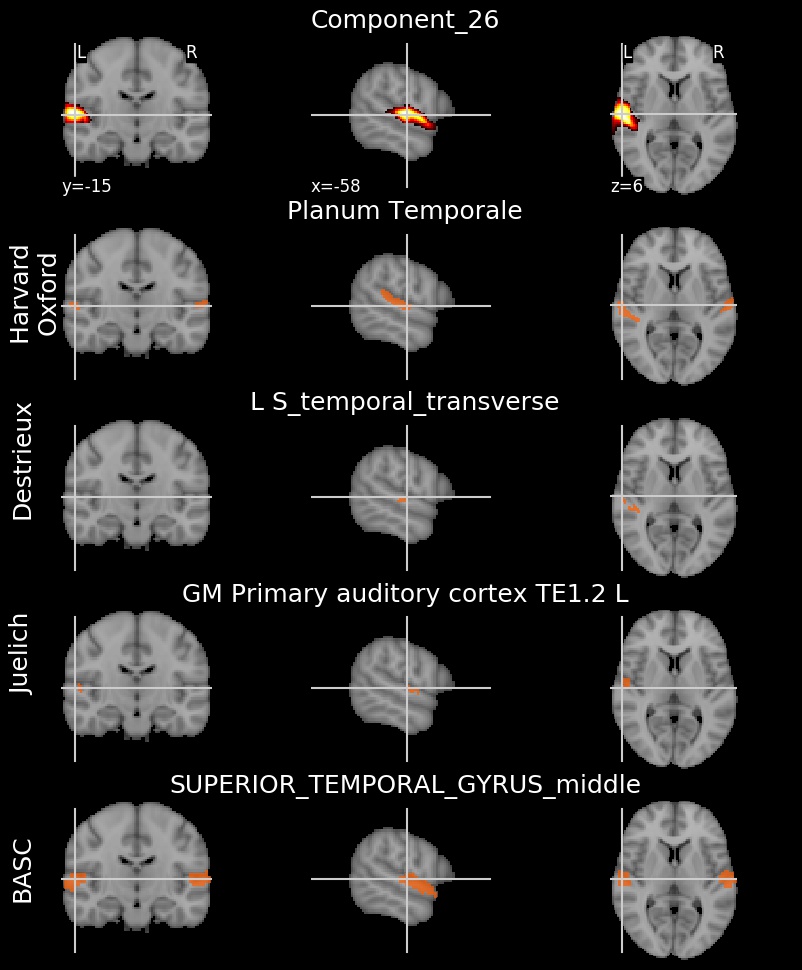 Component_26
L R
L R
y=-15
x=-58
z=6
Planum Temporale
Harvard
Oxford
L S_temporal_transverse
Destrieux
GM Primary auditory cortex TE1.2 L
Juelich
SUPERIOR_TEMPORAL_GYRUS_middle
BASC